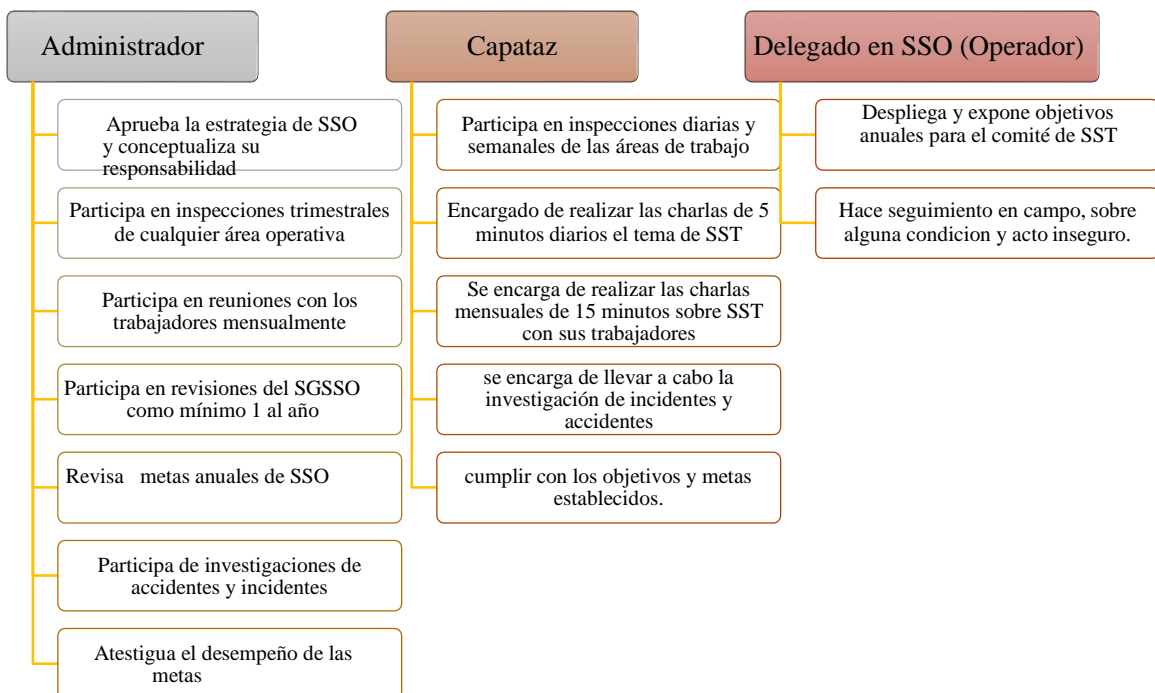 Administrador
Aprueba la estrategia de SSO
y conceptualiza su
responsabilidad
Participa en inspecciones trimestrales
de cualquier área operativa
Participa en reuniones con los
trabajadores mensualmente
Participa en revisiones del SGSSO
como mínimo 1 al año
Revisa metas anuales de SSO
Participa de investigaciones de
accidentes y incidentes
Atestigua el desempeño de las
metas
Capataz
Participa en inspecciones diarias y
semanales de las áreas de trabajo
Encargado de realizar las charlas de 5
minutos diarios el tema de SST
Se encarga de realizar las charlas
mensuales de 15 minutos sobre SST
con sus trabajadores
se encarga de llevar a cabo la
investigación de incidentes y
accidentes
cumplir con los objetivos y metas
establecidos.
Delegado en SSO (Operador)
Despliega y expone objetivos
anuales para el comité de SST
Hace seguimiento en campo, sobre
alguna condicion y acto inseguro.